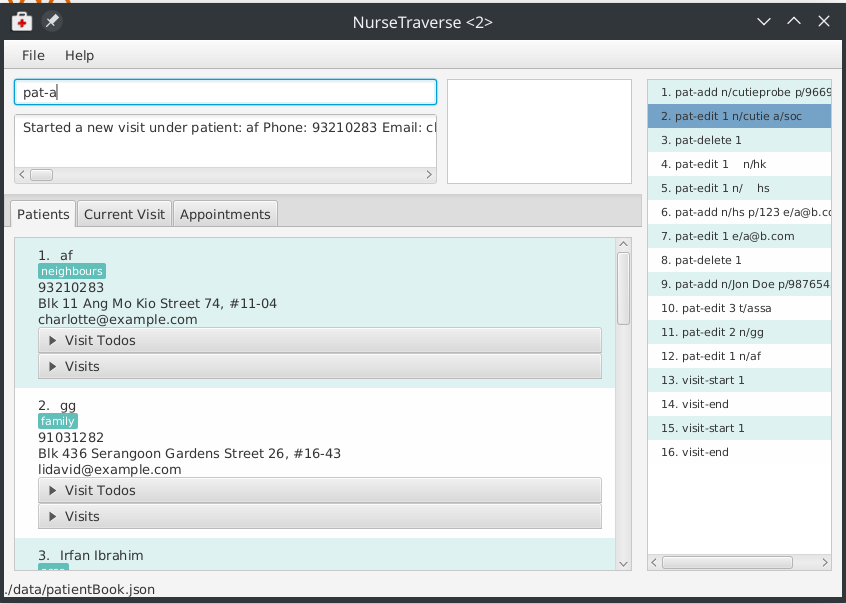 NurseTraverse <2>
File Help
pat-a
Started a new visit under patient: af Phone: 93210283 Email:
Patients Current Visit Appointments
1. af
neighbours
93210283
Blk 11 Ang Mo Kio Street 74, #11-04
charlotte@example.com
Visit Todos
Visits
2. gg
family
91031282
Blk 436 Serangoon Gardens Street 26, #16-43
lidavid@example.com
Visit Todos
Visits
3. Irfan Ibrahim
1. pat-add n/cutieprobe p/9669
2. pat-edit 1 n/cutie a/soc
3. pat-delete 1
4. pat-edit 1 n/hk
5. pat-edit 1 n/ hs
6. pat-add n/hs p/123 e/a@b.co
7. pat-edit 1 e/a@b.com
8. pat-delete 1
9. pat-add n/Jon Doe p/987654
10. pat-edit 3 t/assa
11. pat-edit 2 n/gg
12. pat-edit 1 n/af
13. visit-start 1
14. visit-end
15. visit-start 1
16. visit-end
./data/patientBook.json